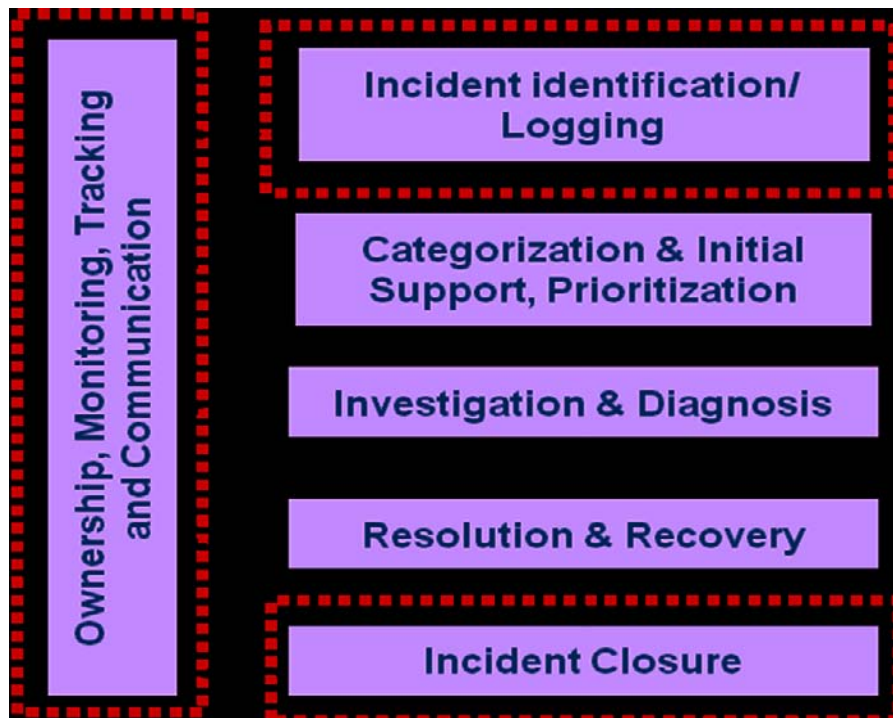 Ownership, Monitoring, Tracking
and Communication
Incident identification/
Logging
Categorization & Initial
Support, Prioritization
Investigation & Diagnosis
Resolution & Recovery
Incident Closure